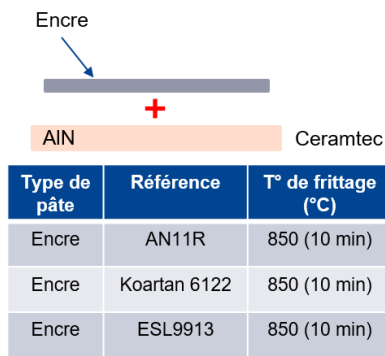 Encre
+
AlN Ceramtec
Type de pâte Référence T° de frittage (°C)
Encre AN11R 850 (10 min)
Encre Koartan 6122 850 (10 min)
Encre ESL9913 850 (10 min)